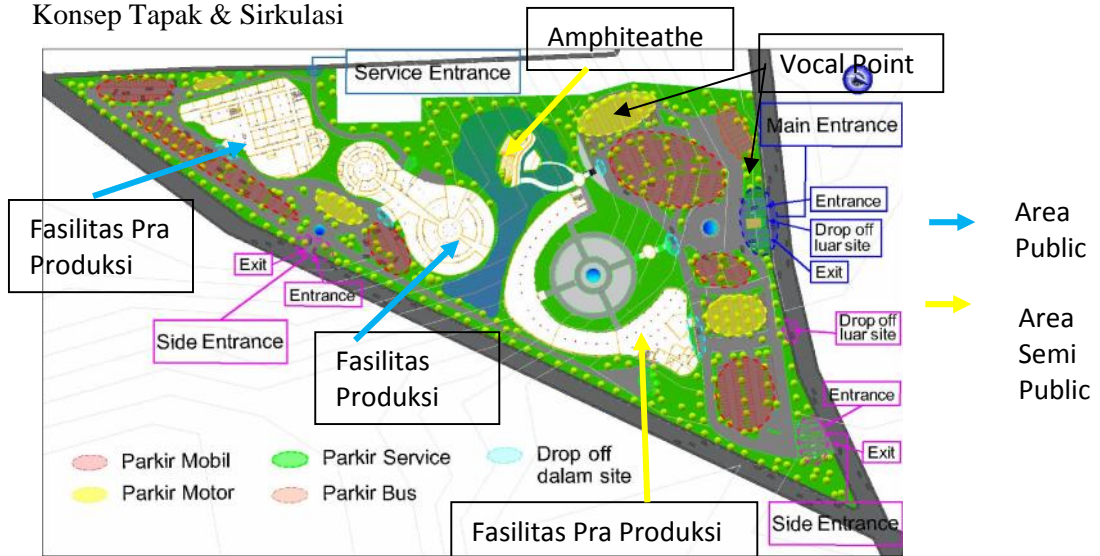 Konsep Tapak & Sirkulasi
Amphiteathe
Service Entrance
Vocal Point
Main Entrance
Entrance
Drop off
luar site
Exit
Fasilitas Pra
Produksi
Exit
Entrance
Side Entrance
Fasilitas
Produksi
Drop off
luar site
Entrance
Exit
Side Entrance
Area
Public
Area
Semi
Public
Parkir Mobil
Parkir Motor
Parkir Service
Parkir Bus
Drop off
dalam site
Fasilitas Pra Produksi